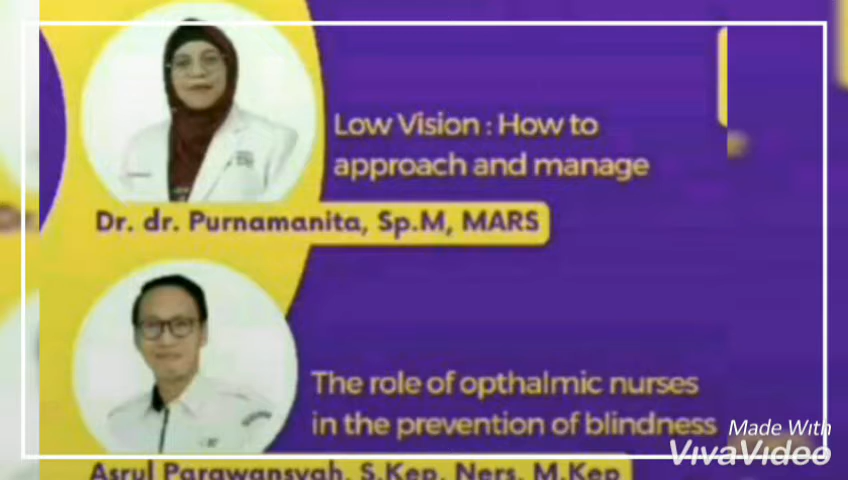 Low Vision : How to
approach and manage
Dr. dr. Purnamanita, Sp.M, MARS
The role of opthalmic nurses
in the prevention of blindness
Asrul Parawansyah, S.Kep, Ners, M.Kep
Made With
VivaVideo